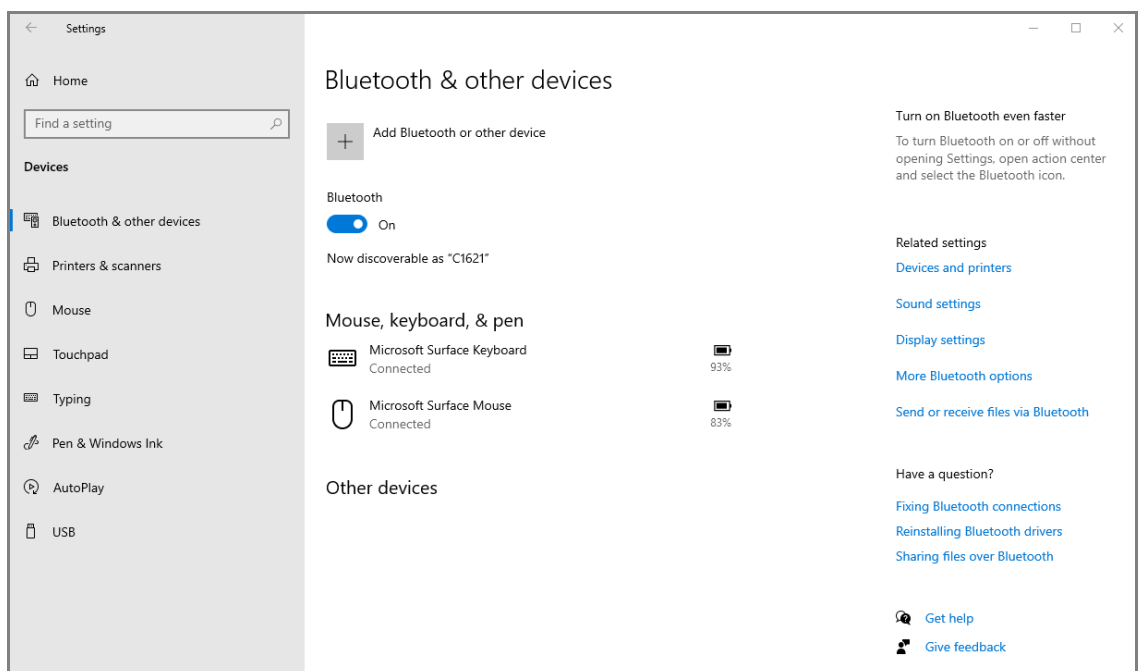 Settings
Home
Find a setting
Devices
Bluetooth & other devices
Printers & scanners
Mouse
Touchpad
Typing
Pen & Windows Ink
AutoPlay
USB
Bluetooth & other devices
Add Bluetooth or other device
Bluetooth
On
Now discoverable as “C1621”
Mouse, keyboard, & pen
Microsoft Surface Keyboard
Connected
93%
Microsoft Surface Mouse
Connected
83%
Other devices
Turn on Bluetooth even faster
To turn Bluetooth on or off without
opening Settings, open action center
and select the Bluetooth icon.
Related settings
Devices and printers
Sound settings
Display settings
More Bluetooth options
Send or receive files via Bluetooth
Have a question?
Fixing Bluetooth connections
Reinstalling Bluetooth drivers
Sharing files over Bluetooth
Get help
Give feedback